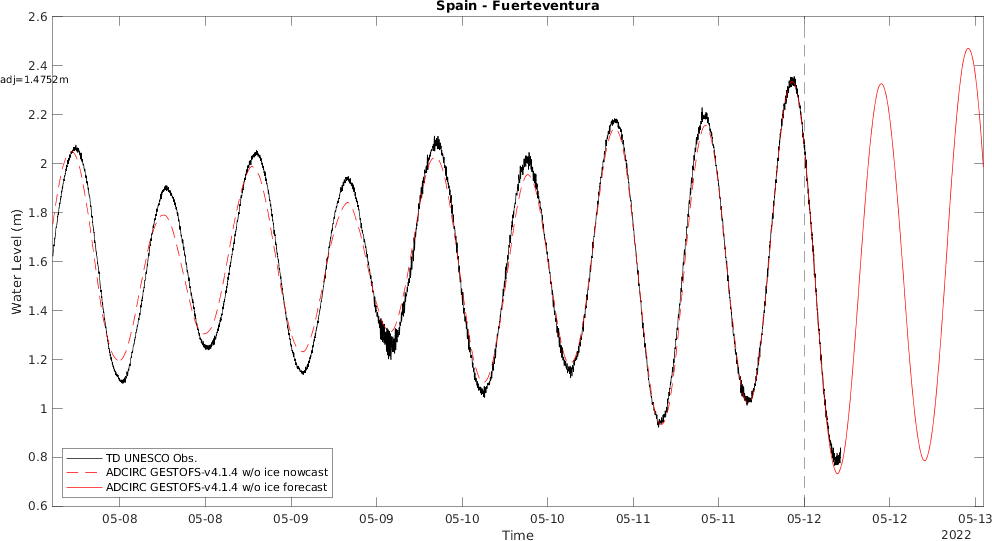 Spain - Fuerteventura
2.6
2.4
adj=1.4752m
2.2
2
1.8
1.6
1.4
1.2
1
0.8
0.6
Water Level (m)
TD UNESCO Obs.
ADCIRC GESTOFS-v4.1.4 w/o ice nowcast
ADCIRC GESTOFS-v4.1.4 w/o ice forecast
05-08 05-08 05-09 05-09 05-10 05-10 05-11 05-11 05-12 05-12 05-13
Time
2022